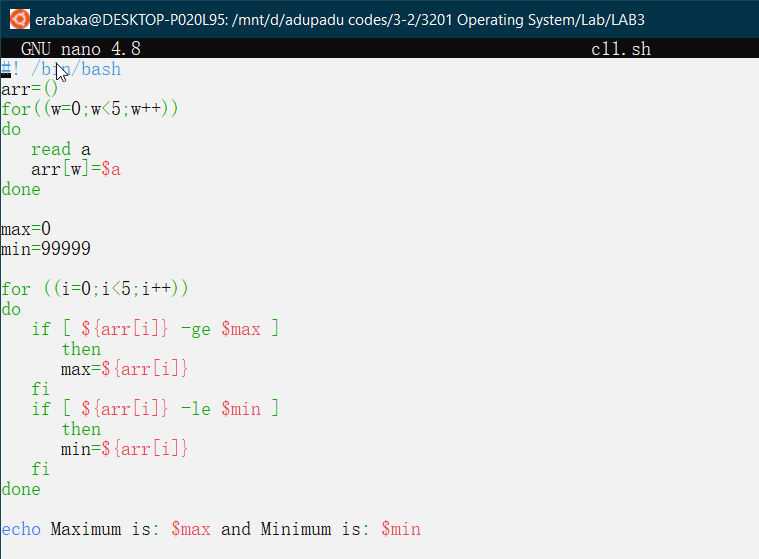 erabaka@DESKTOP-P020L95: /mnt/d/adupadu codes/3-2/3201 Operating System/Lab/LAB3
GNU nano 4.8 c11.sh
#! /bin/bash
arr=()
for((w=0;w<5;w++))
do
   read a
   arr[w]=$a
done

max=0
min=99999

for ((i=0;i<5;i++))
do
   if [ ${arr[i]} -ge $max ]
      then
      max=${arr[i]}
   fi
   if [ ${arr[i]} -le $min ]
      then
      min=${arr[i]}
   fi
done

echo Maximum is: $max and Minimum is: $min